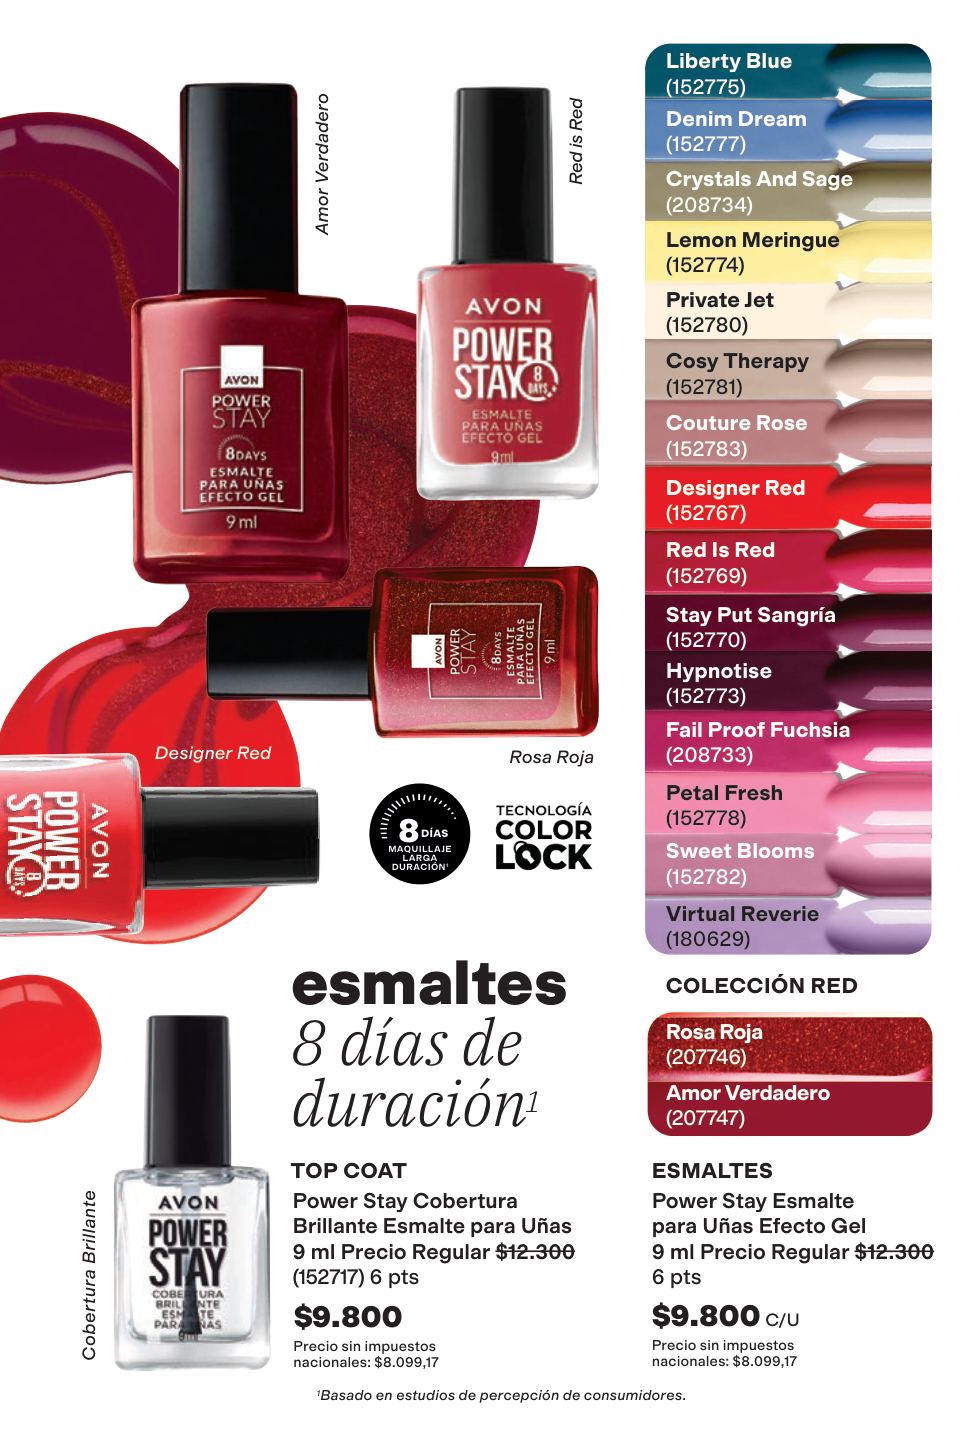 Amor Verdadero
Red is Red
AVON
POWER
STAY
8DAYS
ESMALTE
PARA UÑAS
EFECTO GEL
9 ml
AVON
POWER
STAY
8
DAYS
ESMALTE
PARA UÑAS
EFECTO GEL
9 ml
AVON
POWER
STAY
8DAYS
ESMALTE
PARA UÑAS
EFECTO GEL
9 ml
Designer Red
Rosa Roja
AVON
POWER
STAY
8
DAYS
8 DÍAS
MAQUILLAJE
LARGA
DURACIÓN¹
TECNOLOGÍA
COLOR
LOCK
Liberty Blue
(152775)
Denim Dream
(152777)
Crystals And Sage
(208734)
Lemon Meringue
(152774)
Private Jet
(152780)
Cosy Therapy
(152781)
Couture Rose
(152783)
Designer Red
(152767)
Red Is Red
(152769)
Stay Put Sangría
(152770)
Hypnotise
(152773)
Fail Proof Fuchsia
(208733)
Petal Fresh
(152778)
Sweet Blooms
(152782)
Virtual Reverie
(180629)
COLECCIÓN RED
Rosa Roja
(207746)
Amor Verdadero
(207747)
esmaltes
8 días de
duración¹
Cobertura Brillante
AVON
POWER
STAY
COBERTURA
BRILLANTE
ESMALTE
PARA UÑAS
9ml
TOP COAT
Power Stay Cobertura
Brillante Esmalte para Uñas
9 ml Precio Regular $12.300
(152717) 6 pts
$9.800
Precio sin impuestos
nacionales: $8.099,17
ESMALTES
Power Stay Esmalte
para Uñas Efecto Gel
9 ml Precio Regular $12.300
6 pts
$9.800 C/U
Precio sin impuestos
nacionales: $8.099,17
¹Basado en estudios de percepción de consumidores.